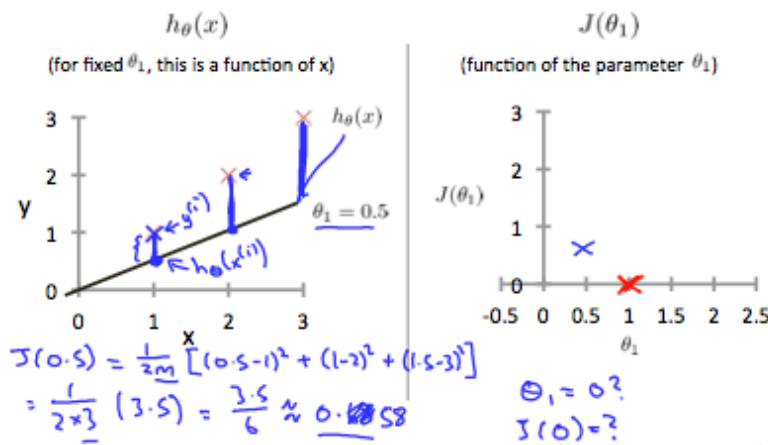 h_θ(x)
(for fixed θ₁, this is a function of x)
3
2
1
0
y
0 1 2 3
x
h_θ(x)
θ₁ = 0.5
y⁽ⁱ⁾
h_θ(x⁽ⁱ⁾)
J(0.5) = 1/2m [(0.5-1)² + (1-2)² + (1.5-3)²]
= 1/2×3 (3.5) = 3.5/6 ≈ 0.58
J(θ₁)
(function of the parameter θ₁)
3
2
1
0
J(θ₁)
-0.5 0 0.5 1 1.5 2 2.5
θ₁
θ₁ = 0?
J(0)=?